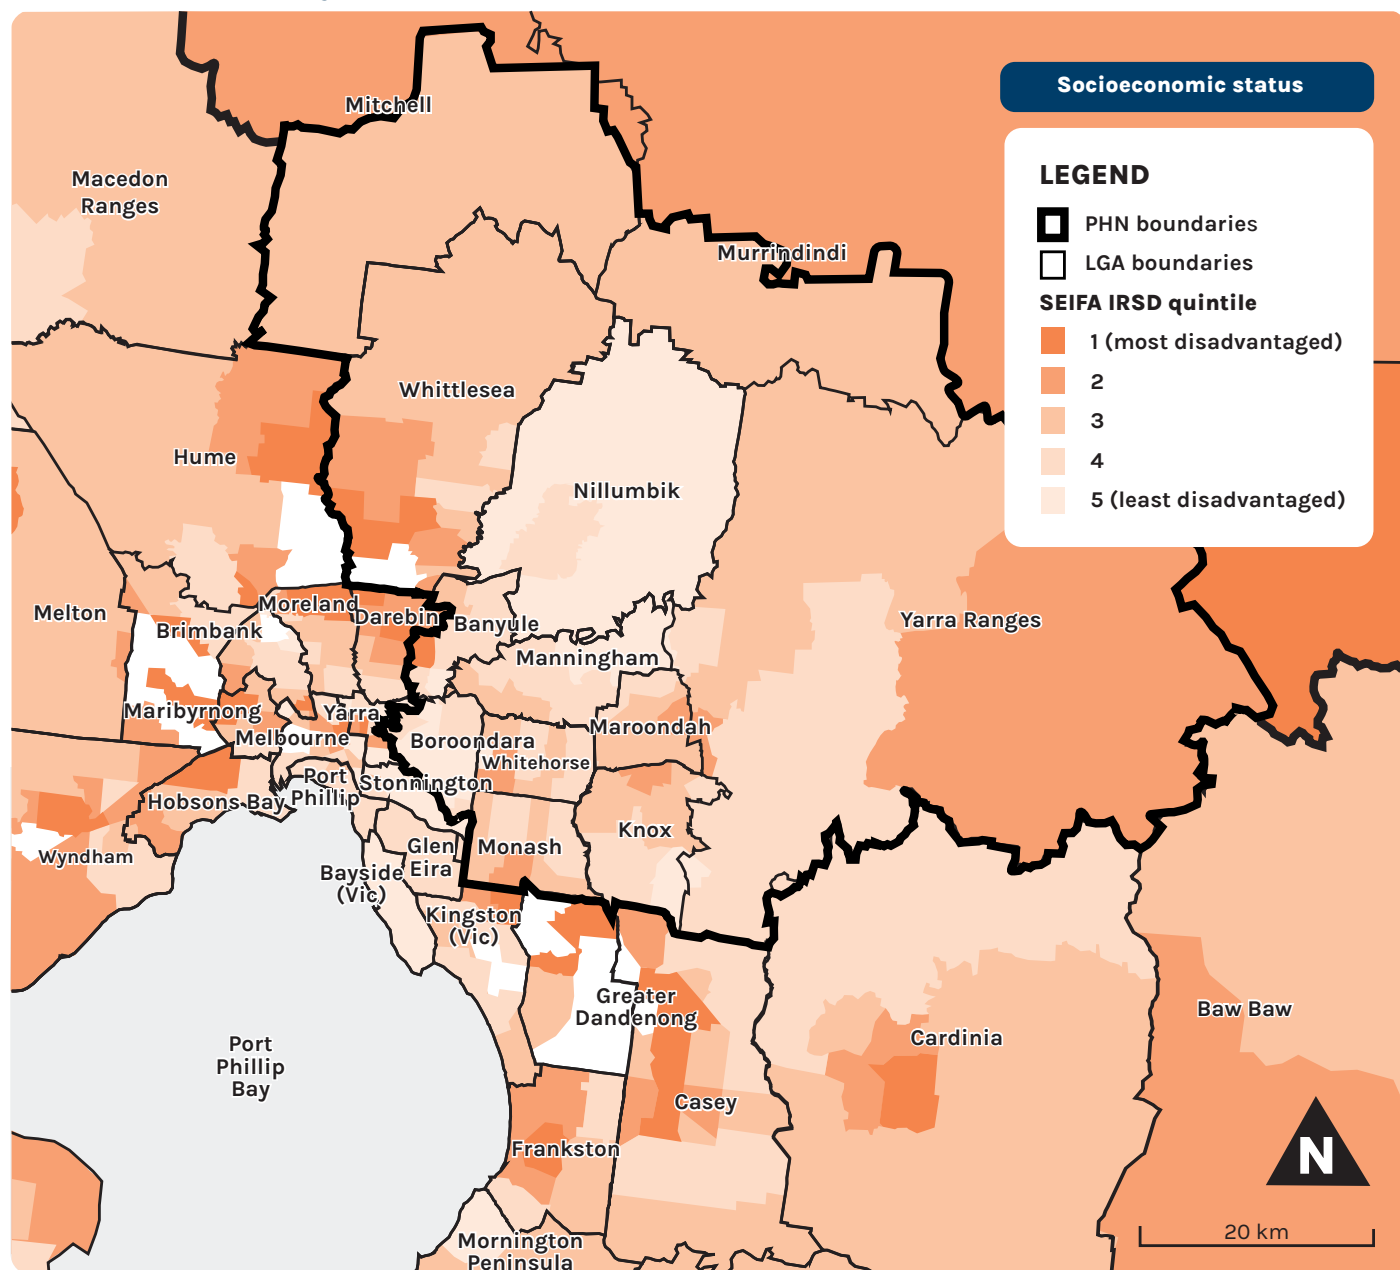 Socioeconomic status
LEGEND
PHN boundaries
LGA boundaries
SEIFA IRSD quintile
1 (most disadvantaged)
2
3
4
5 (least disadvantaged)
Mitchell
Macedon
Ranges
Murrindindi
Whittlesea
Hume
Nillumbik
Melton
Moreland
Darebin
Brimbank
Banyule
Yarra Ranges
Manningham
Maribyrnong
Yarra
Melbourne
Maroondah
Boroondara
Whitehorse
Port
Phillip
Stonnington
Hobsons Bay
Knox
Wyndham
Glen
Eira
Monash
Bayside
(Vic)
Kingston
(Vic)
Greater
Dandenong
Baw Baw
Cardinia
Port
Phillip
Bay
Casey
Frankston
N
20 km
Mornington
Peninsula